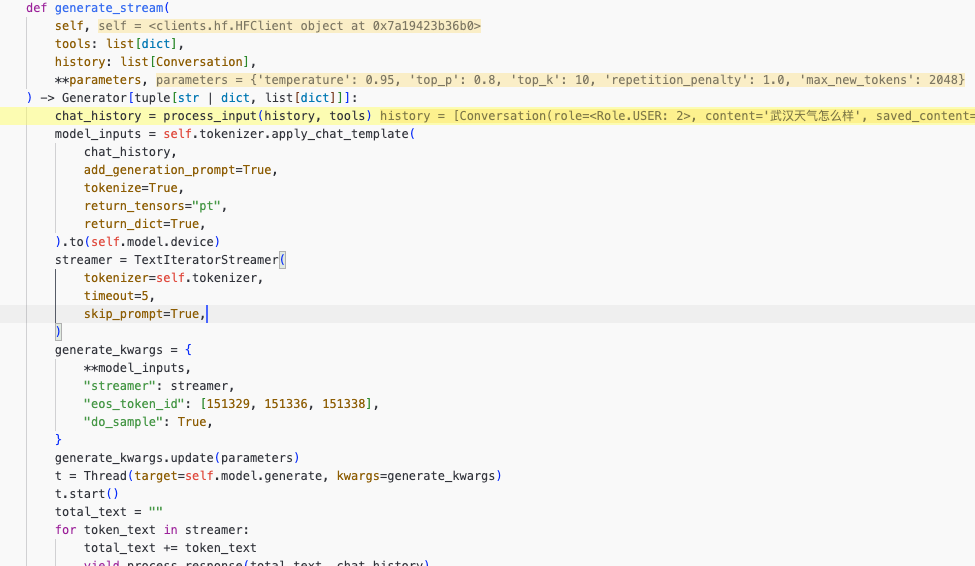 def generate_stream(
self, self = <clients.hf.HFClient object at 0x7a19423b36b0>
tools: list[dict],
history: list[Conversation],
**parameters, parameters = {'temperature': 0.95, 'top_p': 0.8, 'top_k': 10, 'repetition_penalty': 1.0, 'max_new_tokens': 2048}
) -> Generator[tuple[str | dict, list[dict]]]:
chat_history = process_input(history, tools) history = [Conversation(role=<Role.USER: 2>, content='武汉天气怎么样', saved_content=
model_inputs = self.tokenizer.apply_chat_template(
chat_history,
add_generation_prompt=True,
tokenize=True,
return_tensors="pt",
return_dict=True,
).to(self.model.device)
streamer = TextIteratorStreamer(
tokenizer=self.tokenizer,
timeout=5,
skip_prompt=True,
)
generate_kwargs = {
**model_inputs,
"streamer": streamer,
"eos_token_id": [151329, 151336, 151338],
"do_sample": True,
}
generate_kwargs.update(parameters)
t = Thread(target=self.model.generate, kwargs=generate_kwargs)
t.start()
total_text = ""
for token_text in streamer:
total_text += token_text
yield process_response(total_text, chat_history)